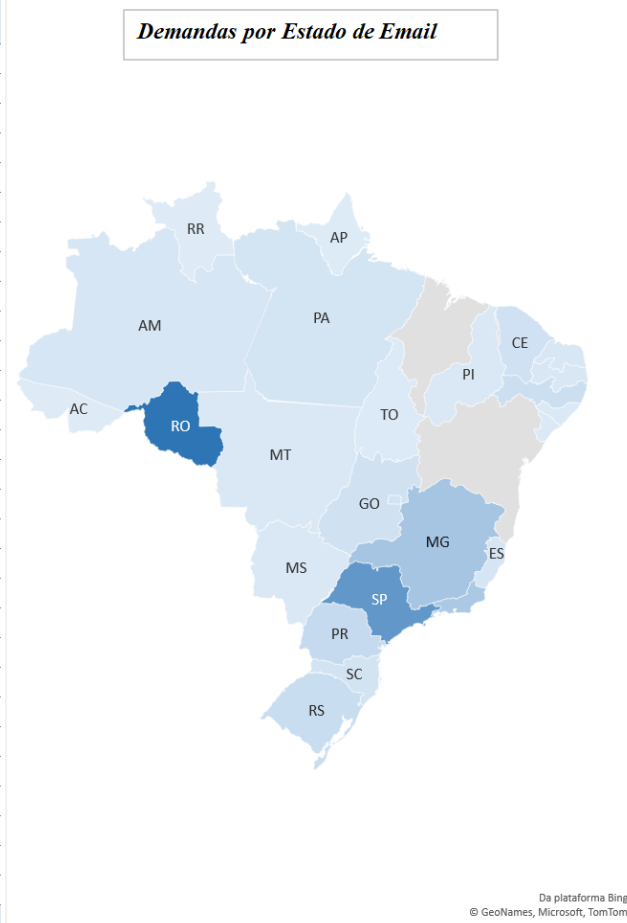 Demandas por Estado de Email
RR
AP
AM
PA
CE
PI
AC
TO
RO
MT
GO
MG
ES
MS
SP
PR
SC
RS
Da plataforma Bing
© GeoNames, Microsoft, TomTom